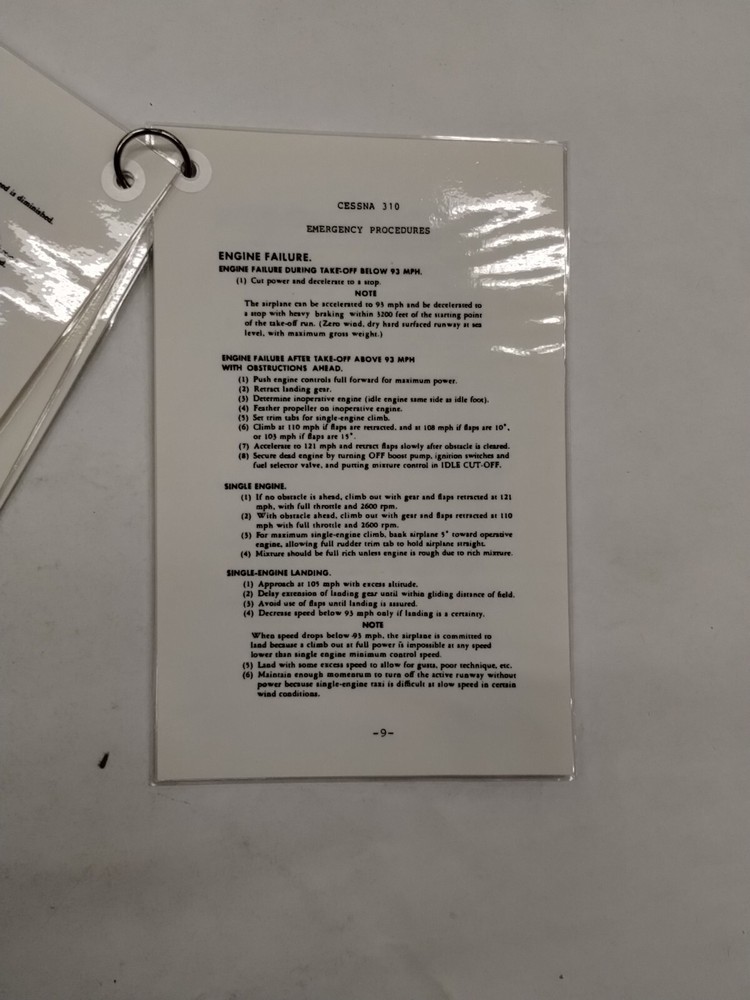 ed is diminished.
CESSNA 310
EMERGENCY PROCEDURES
ENGINE FAILURE.
ENGINE FAILURE DURING TAKE-OFF BELOW 93 MPH.
(1) Cut power and decelerate to a stop.
NOTE
The airplane can be accelerated to 93 mph and be decelerated to
a stop with heavy braking within 3200 feet of the starting point
of the take-off run. (Zero wind, dry hard surfaced runway at sea
level, with maximum gross weight.)
ENGINE FAILURE AFTER TAKE-OFF ABOVE 93 MPH
WITH OBSTRUCTIONS AHEAD.
(1) Push engine controls full forward for maximum power.
(2) Retract landing gear.
(3) Determine inoperative engine (idle engine same side as idle foot).
(4) Feather propeller on inoperative engine.
(5) Set trim tabs for single-engine climb.
(6) Climb at 110 mph if flaps are retracted, and at 108 mph if flaps are 10°,
or 103 mph if flaps are 15°.
(7) Accelerate to 121 mph and retract flaps slowly after obstacle is cleared.
(8) Secure dead engine by turning OFF boost pump, ignition switches and
fuel selector valve, and putting mixture control in IDLE CUT-OFF.
SINGLE ENGINE.
(1) If no obstacle is ahead, climb out with gear and flaps retracted at 121
mph, with full throttle and 2600 rpm.
(2) With obstacle ahead, climb out with gear and flaps retracted at 110
mph with full throttle and 2600 rpm.
(3) For maximum single-engine climb, bank airplane 5° toward operative
engine, allowing full rudder trim tab to hold airplane straight.
(4) Mixture should be full rich unless engine is rough due to rich mixture.
SINGLE-ENGINE LANDING.
(1) Approach at 105 mph with excess altitude.
(2) Delay extension of landing gear until within gliding distance of field.
(3) Avoid use of flaps until landing is assured.
(4) Decrease speed below 93 mph only if landing is a certainty.
NOTE
When speed drops below 93 mph, the airplane is committed to
land because a climb out at full power is impossible at any speed
lower than single engine minimum control speed.
(5) Land with some excess speed to allow for gusts, poor technique, etc.
(6) Maintain enough momentum to turn off the active runway without
power because single-engine taxi is difficult at slow speed in certain
wind conditions.
-9-